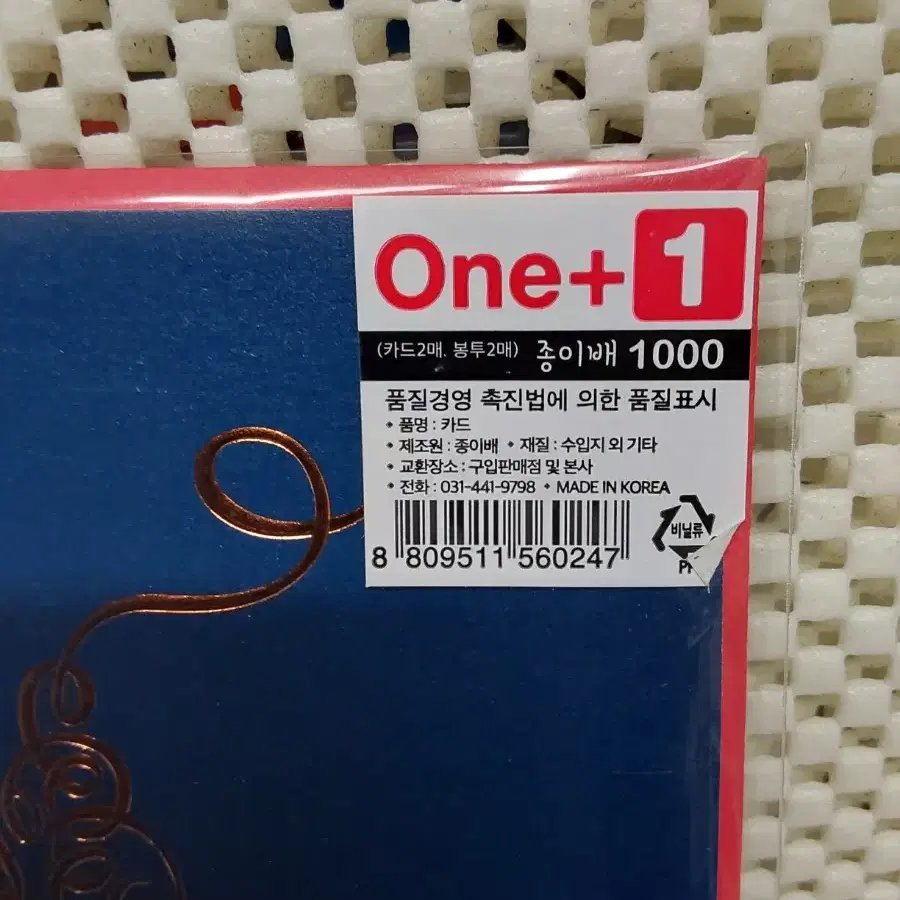 One+1
(카드2매. 봉투2매) 종이배 1000
품질경영 촉진법에 의한 품질표시
• 품명 : 카드
• 제조원 : 종이배 • 재질 : 수입지 외 기타
• 교환장소 : 구입판매점 및 본사
• 전화 : 031-441-9798 • MADE IN KOREA
비닐류
8 809511 560247